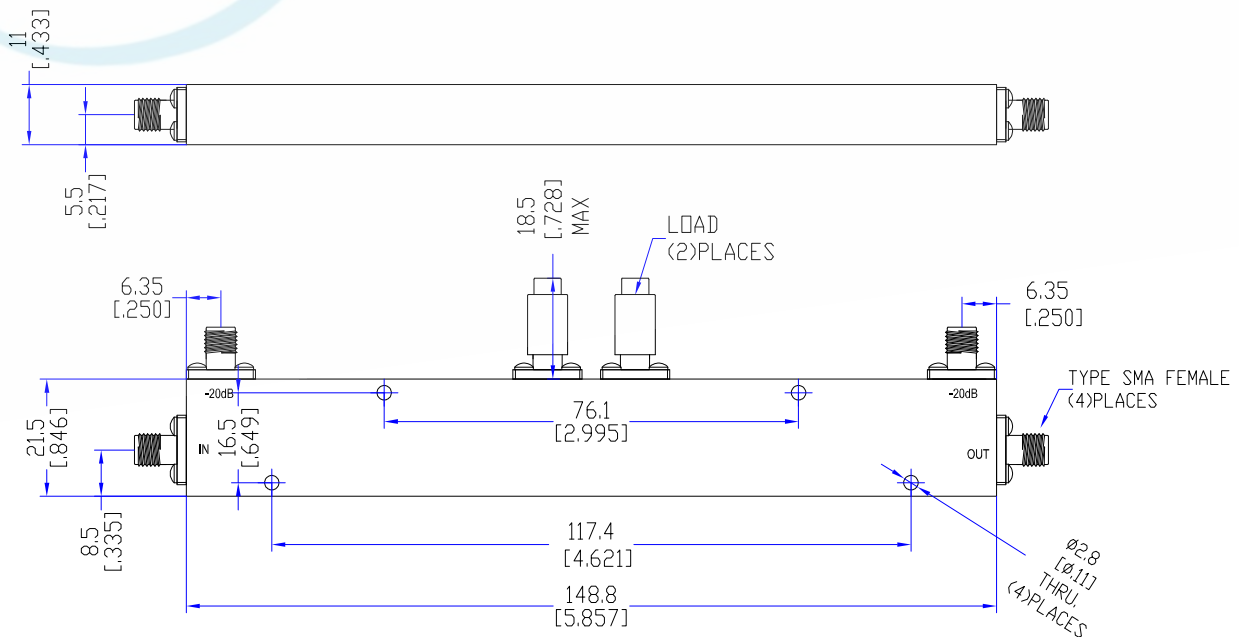 11
[.433]
5.5
[.217]
18.5
[.728]
MAX
LOAD
(2)PLACES
6.35
[.250]
6.35
[.250]
-20dB
-20dB
TYPE SMA FEMALE
(4)PLACES
76.1
[2.995]
21.5
[.846]
16.5
[.649]
IN
OUT
8.5
[.335]
117.4
[4.621]
Ø2.8
[Ø.11]
THRU,
(4)PLACES
148.8
[5.857]